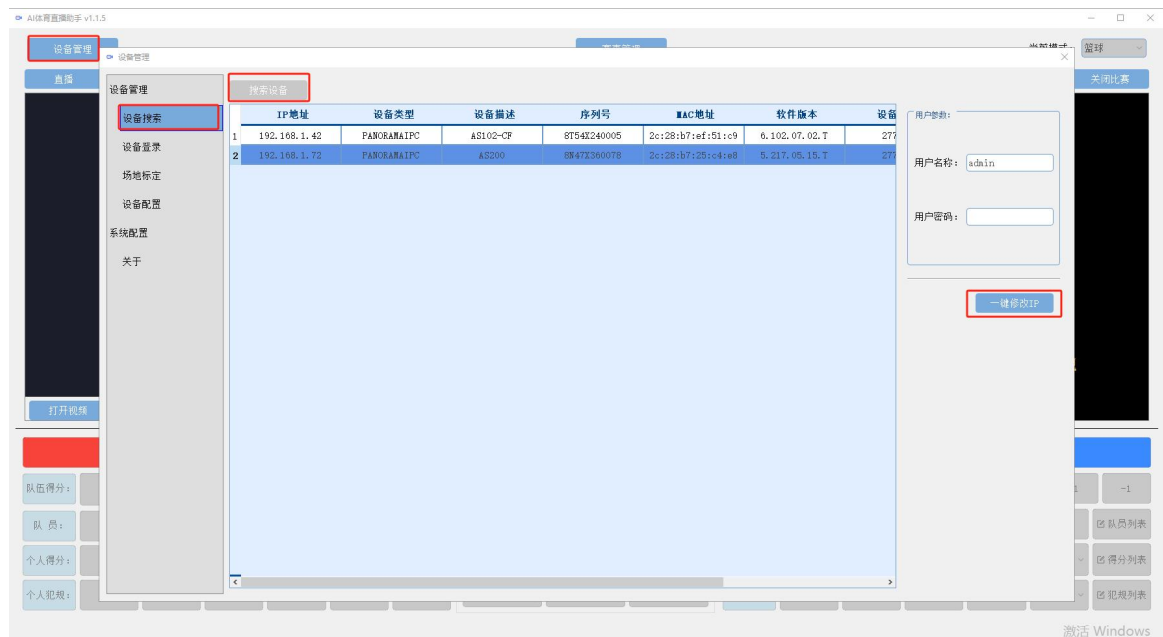 AI体育直播助手 v1.1.5
设备管理
当前模式:
篮球
设备管理
直播
设备管理
搜索设备
关闭比赛
设备搜索
IP地址 设备类型 设备描述 序列号 MAC地址 软件版本 设备
用户参数:
1 192.168.1.42 PANORAMAIPC AS102-CF 8T54X240005 2c:28:b7:ef:51:c9 6.102.07.02.T 277
2 192.168.1.72 PANORAMAIPC AS200 8N47X360078 2c:28:b7:25:c4:e8 5.217.05.15.T 277
设备登录
用户名称: admin
场地标定
设备配置
用户密码:
系统配置
关于
一键修改IP
打开视频
队伍得分:
1 -1
队 员:
队员列表
个人得分:
得分列表
个人犯规:
犯规列表
激活 Windows